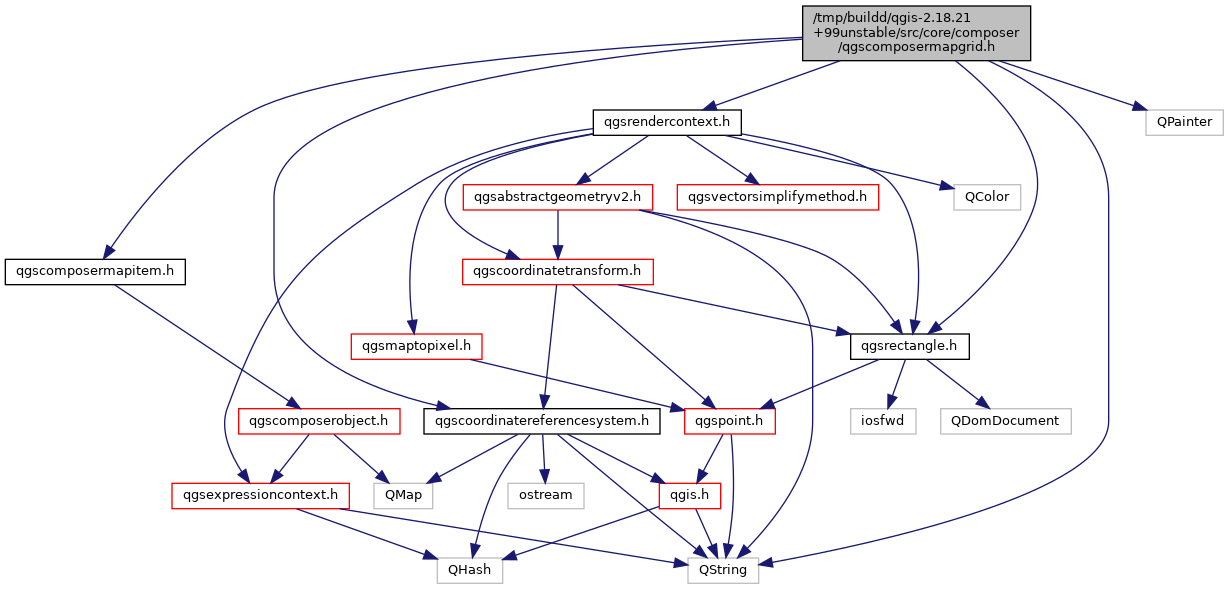 /tmp/buildd/qgis-2.18.21
+99unstable/src/core/composer
/qgscomposermapgrid.h
qgsrendercontext.h
QPainter
qgsabstractgeometryv2.h
qgsvectorsimplifymethod.h
QColor
qgscomposermapitem.h
qgscoordinatetransform.h
qgsmaptopixel.h
qgsrectangle.h
qgscomposerobject.h
qgscoordinatereferencesystem.h
qgspoint.h
iosfwd
QDomDocument
qgsexpressioncontext.h
QMap
ostream
qgis.h
QHash
QString